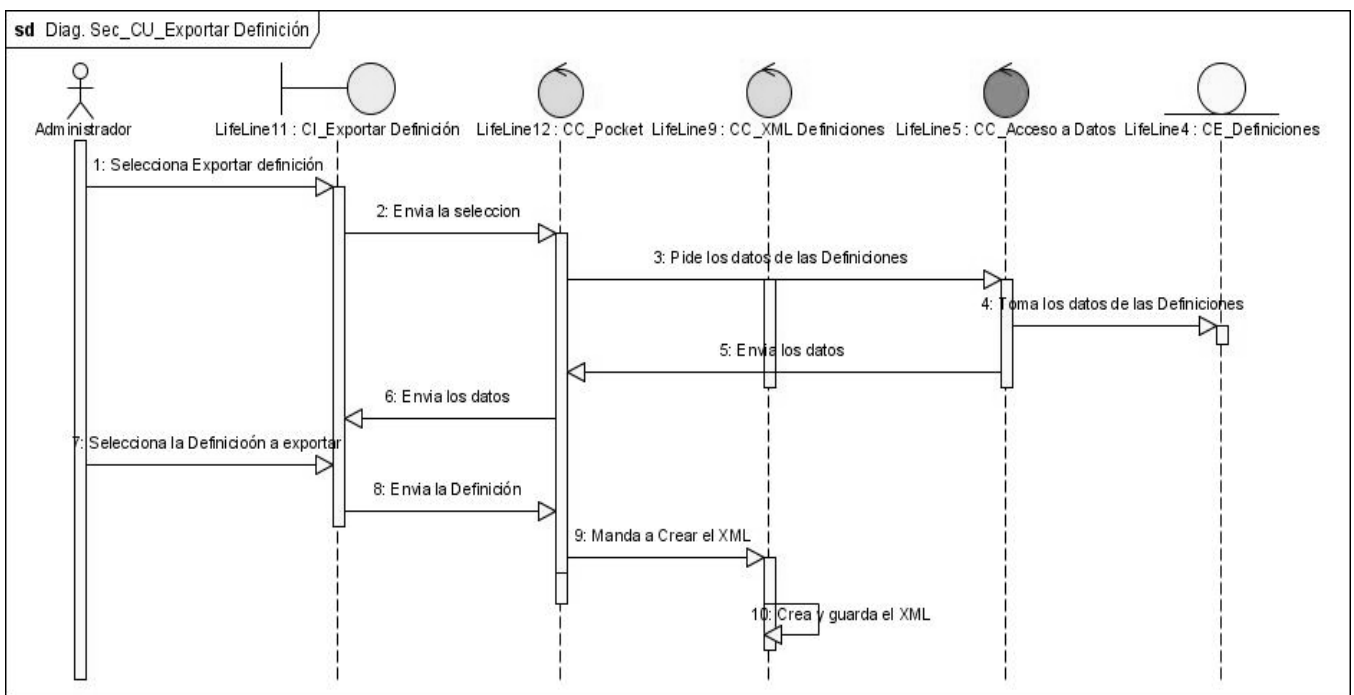 sd Diag. Sec_CU_Exportar Definición
Administrador
LifeLine11 : CI_Exportar Definición
LifeLine12 : CC_Pocket
LifeLine9 : CC_XML Definiciones
LifeLine5 : CC_Acceso a Datos
LifeLine4 : CE_Definiciones
1: Selecciona Exportar definición
2: Envia la seleccion
3: Pide los datos de las Definiciones
4: Toma los datos de las Definiciones
5: Envia los datos
6: Envia los datos
7: Selecciona la Definicioón a exportar
8: Envia la Definición
9: Manda a Crear el XML
10: Crea y guarda el XML